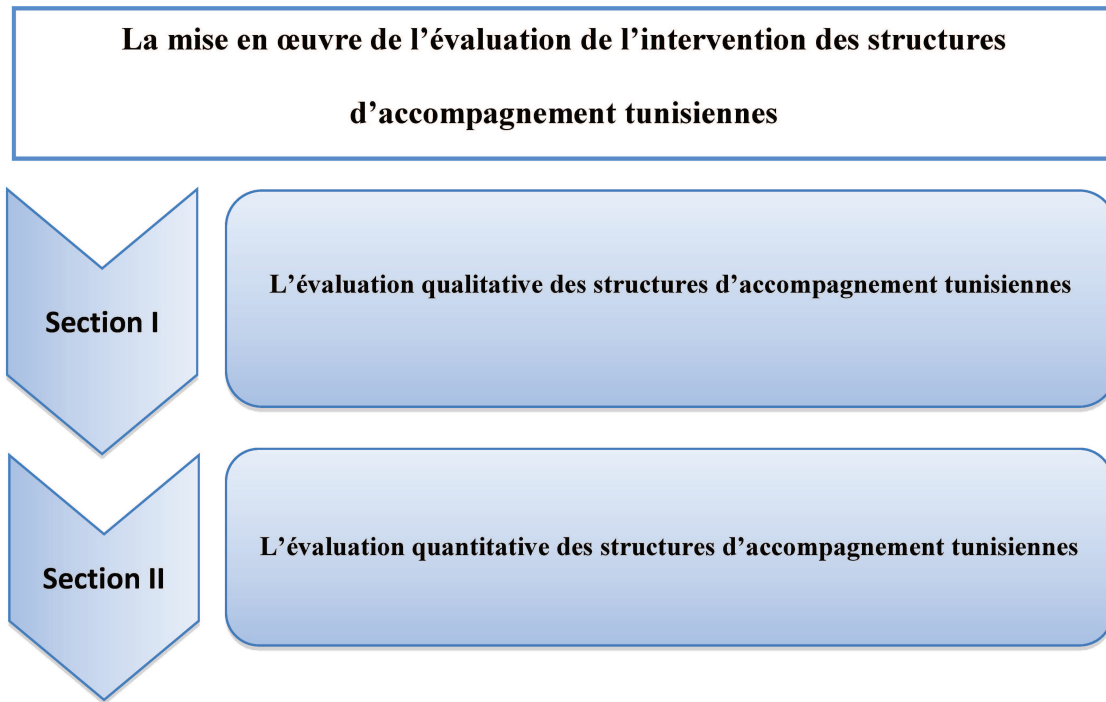 La mise en œuvre de l’évaluation de l’intervention des structures
d’accompagnement tunisiennes
Section I
L’évaluation qualitative des structures d’accompagnement tunisiennes
Section II
L’évaluation quantitative des structures d’accompagnement tunisiennes